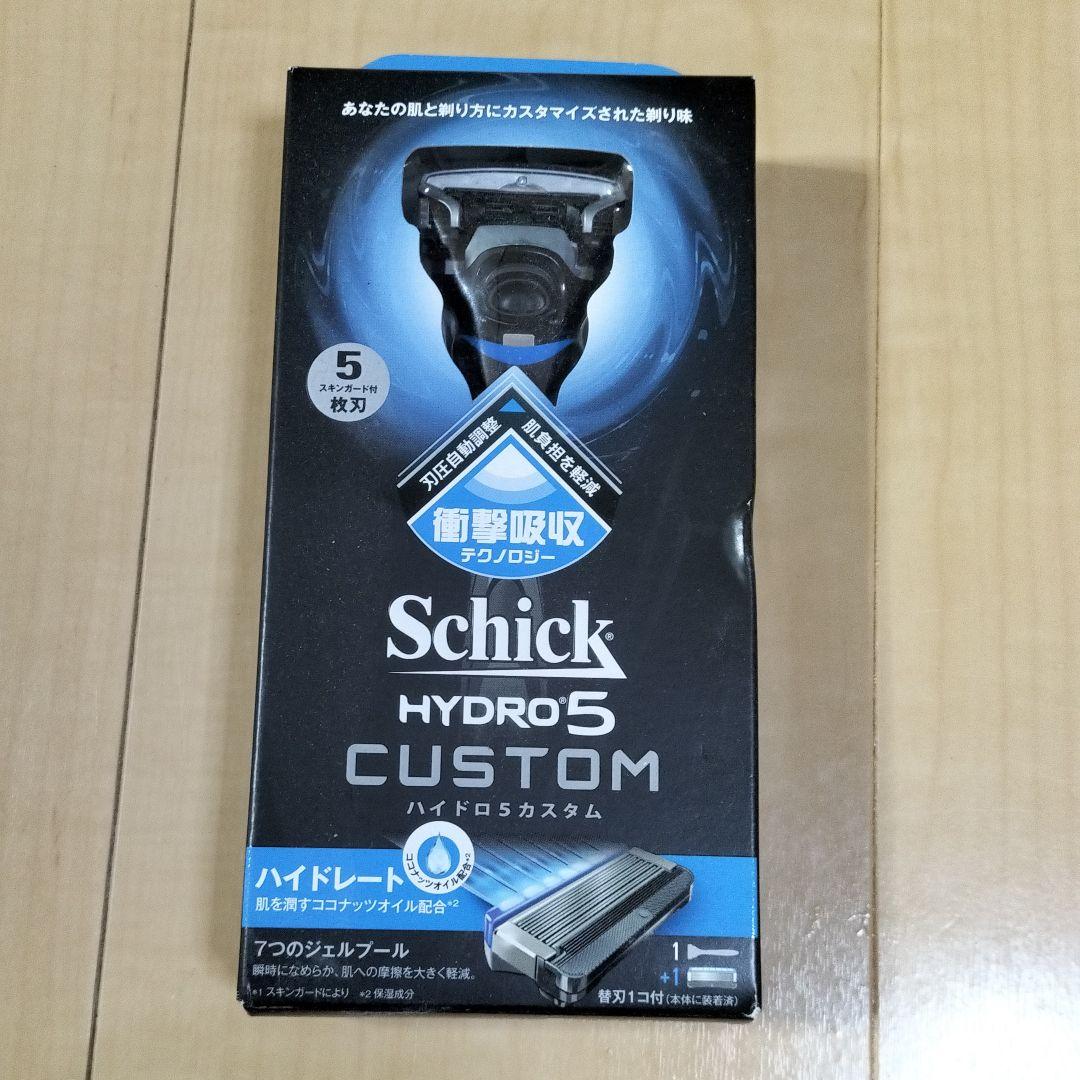 あなたの肌と剃り方にカスタマイズされた剃り味
5
スキンガード付
枚刃
刃圧自動調整
肌負担を軽減
衝撃吸収
テクノロジー
Schick®
HYDRO®5
CUSTOM
ハイドロ5カスタム
ココナッツオイル配合*2
ハイドレート
肌を潤すココナッツオイル配合*2
7つのジェルプール
瞬時になめらか、肌への摩擦を大きく軽減。
*1 スキンガードにより *2 保湿成分
1
+1
替刃1コ付(本体に装着済)